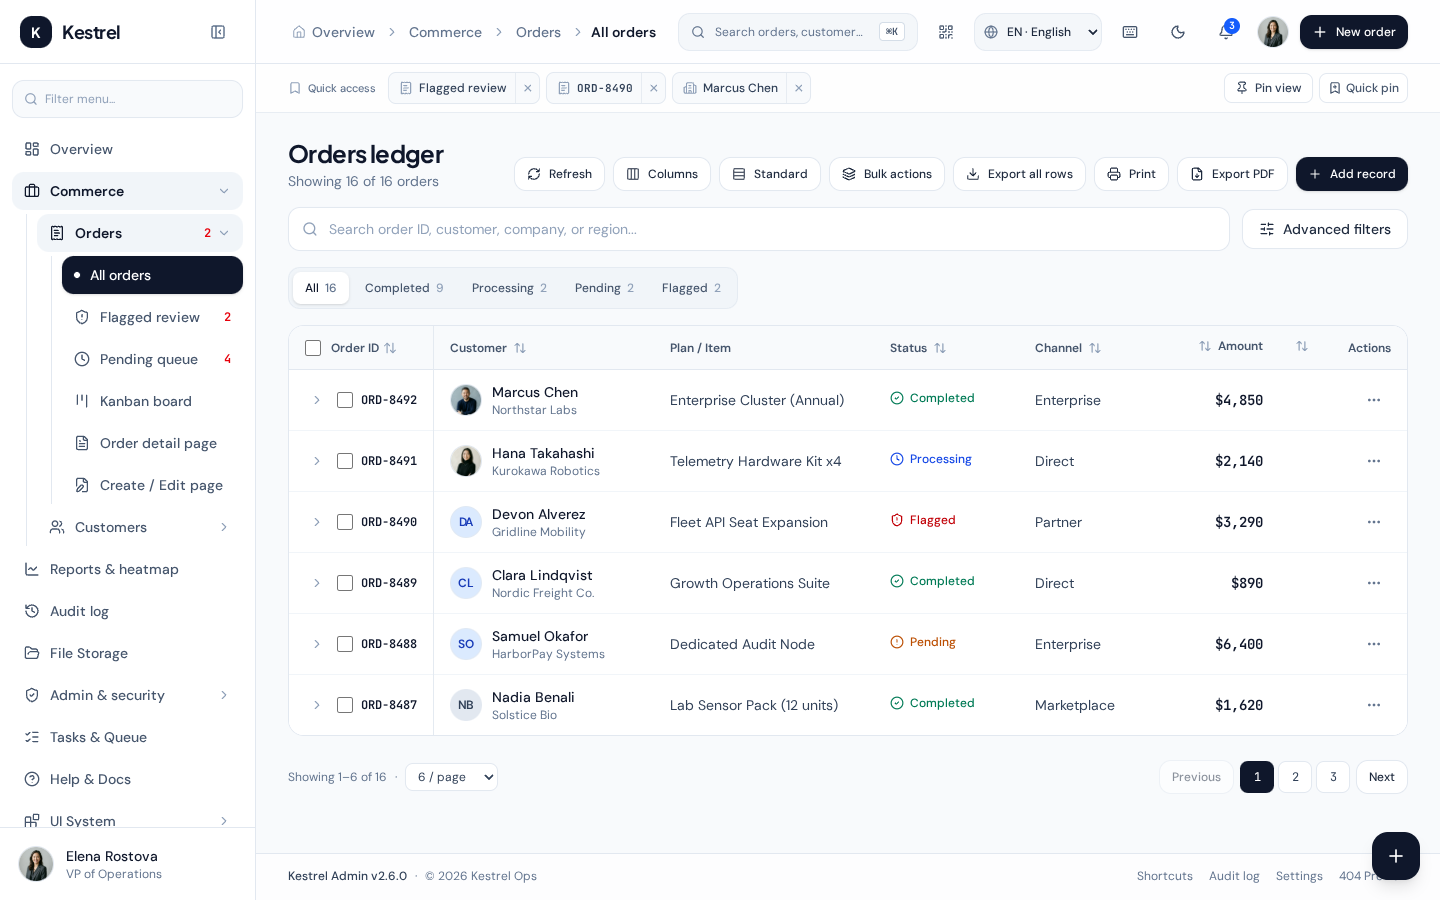 K Kestrel
Filter menu...
Overview
Commerce
Orders 2
All orders
Flagged review 2
Pending queue 4
Kanban board
Order detail page
Create / Edit page
Customers
Reports & heatmap
Audit log
File Storage
Admin & security
Tasks & Queue
Help & Docs
UI System
Elena Rostova
VP of Operations
Overview > Commerce > Orders > All orders
Search orders, customer... ⌘K
EN · English
3
New order
Quick access
Flagged review ×
ORD-8490 ×
Marcus Chen ×
Pin view
Quick pin
Orders ledger
Showing 16 of 16 orders
Refresh
Columns
Standard
Bulk actions
Export all rows
Print
Export PDF
Add record
Search order ID, customer, company, or region...
Advanced filters
All 16
Completed 9
Processing 2
Pending 2
Flagged 2
Order ID Customer Plan / Item Status Channel Amount Actions
ORD-8492 Marcus Chen Enterprise Cluster (Annual) Completed Enterprise $4,850
Northstar Labs
ORD-8491 Hana Takahashi Telemetry Hardware Kit x4 Processing Direct $2,140
Kurokawa Robotics
ORD-8490 DA Devon Alverez Fleet API Seat Expansion Flagged Partner $3,290
Gridline Mobility
ORD-8489 CL Clara Lindqvist Growth Operations Suite Completed Direct $890
Nordic Freight Co.
ORD-8488 SO Samuel Okafor Dedicated Audit Node Pending Enterprise $6,400
HarborPay Systems
ORD-8487 NB Nadia Benali Lab Sensor Pack (12 units) Completed Marketplace $1,620
Solstice Bio
Showing 1–6 of 16 · 6 / page
Previous 1 2 3 Next
Kestrel Admin v2.6.0 · © 2026 Kestrel Ops
Shortcuts Audit log Settings 404